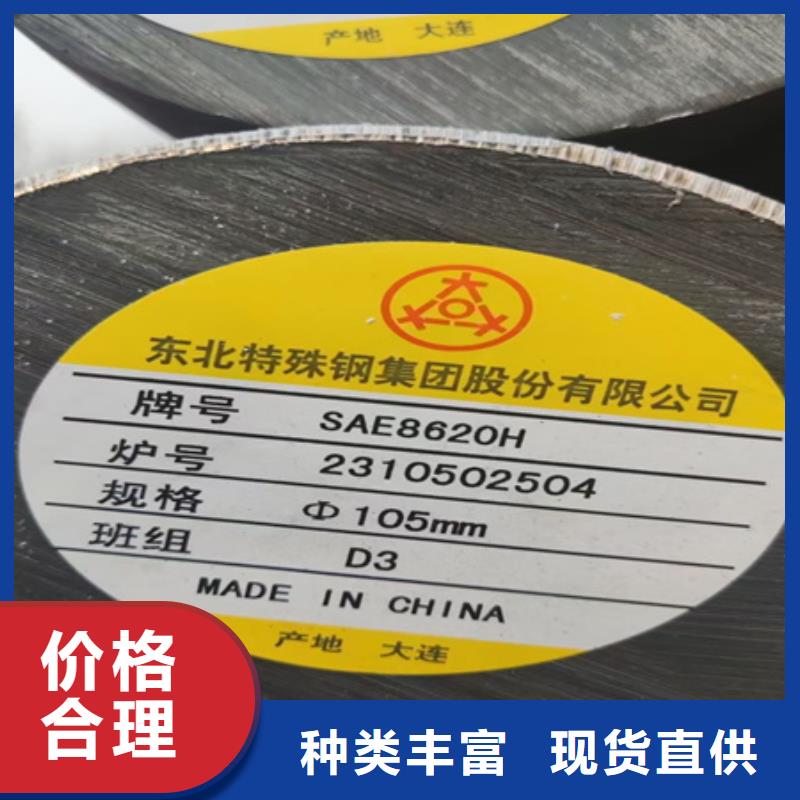 产地 大连
东北特殊钢集团股份有限公司
牌号 SAE8620H
炉号 2310502504
规格 Φ105mm
班组 D3
MADE IN CHINA
产地 大连
价格
合理
种类丰富 现货直供